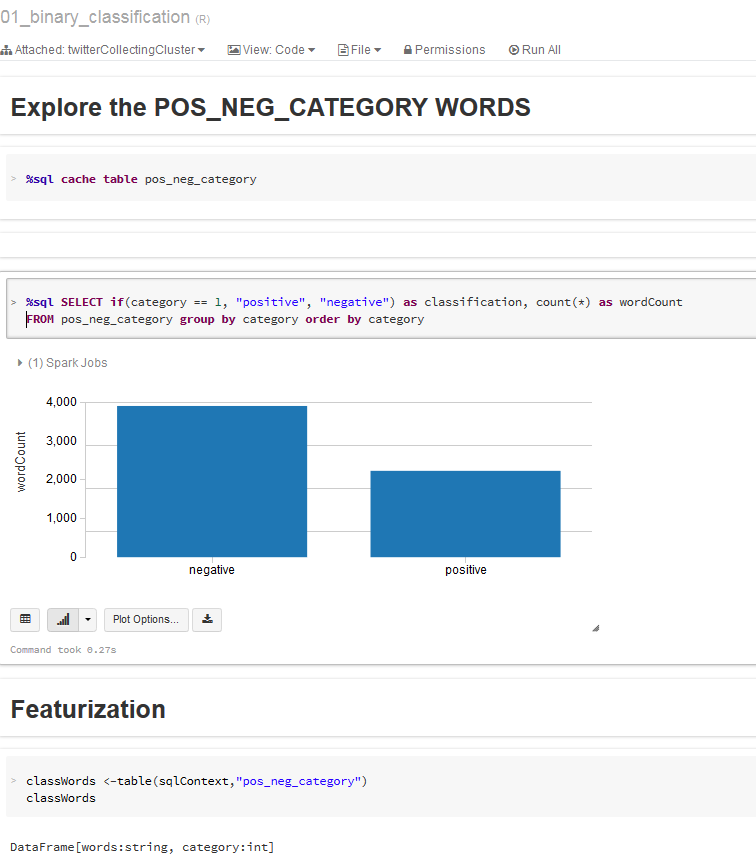 01_binary_classification (R)
Attached: twitterCollectingCluster View: Code File Permissions Run All
Explore the POS_NEG_CATEGORY WORDS
> %sql cache table pos_neg_category
> %sql SELECT if(category == 1, "positive", "negative") as classification, count(*) as wordCount
FROM pos_neg_category group by category order by category
(1) Spark Jobs
4,000
3,000
2,000
1,000
0
wordCount
negative positive
Plot Options...
Command took 0.27s
Featurization
> classWords <-table(sqlContext,"pos_neg_category")
classWords
DataFrame[words:string, category:int]